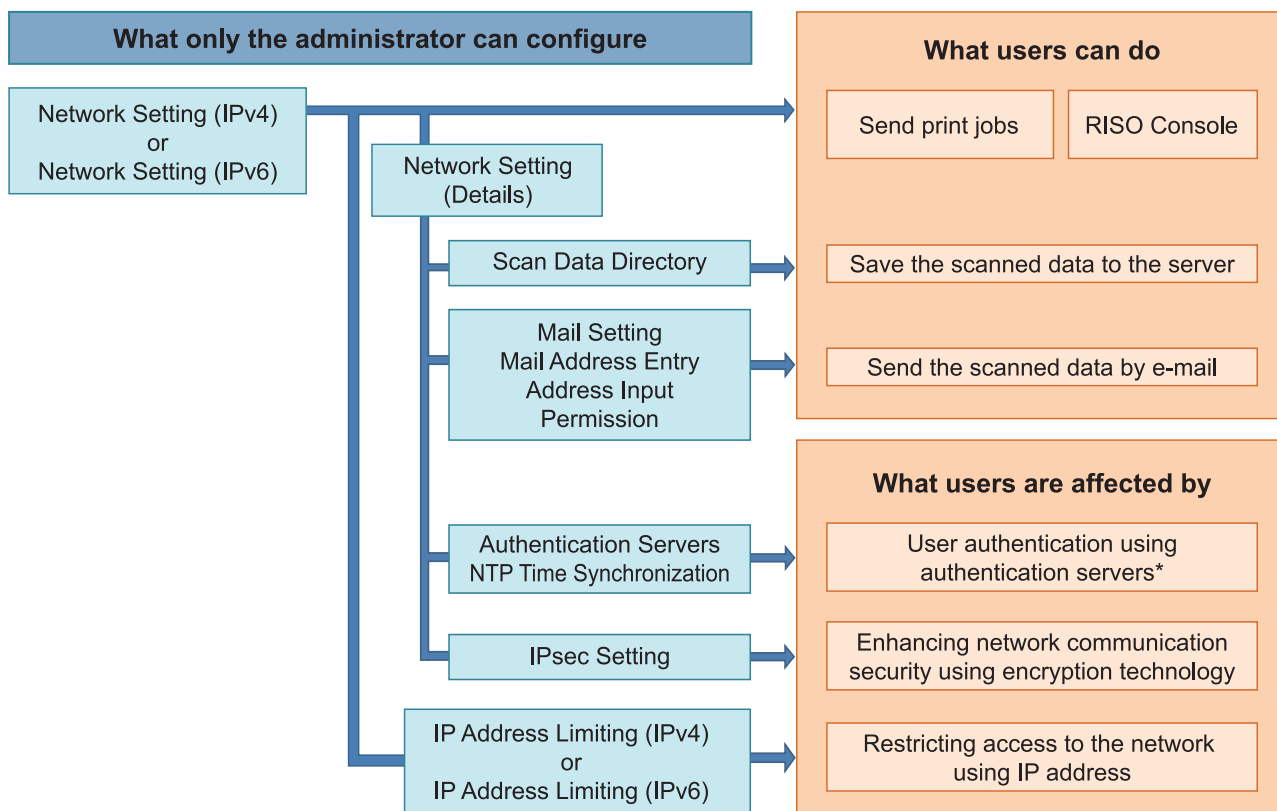 What only the administrator can configure
Network Setting (IPv4)
or
Network Setting (IPv6)
Network Setting
(Details)
Scan Data Directory
Mail Setting
Mail Address Entry
Address Input
Permission
Authentication Servers
NTP Time Synchronization
IPsec Setting
IP Address Limiting (IPv4)
or
IP Address Limiting (IPv6)
What users can do
Send print jobs
RISO Console
Save the scanned data to the server
Send the scanned data by e-mail
What users are affected by
User authentication using
authentication servers*
Enhancing network communication
security using encryption technology
Restricting access to the network
using IP address